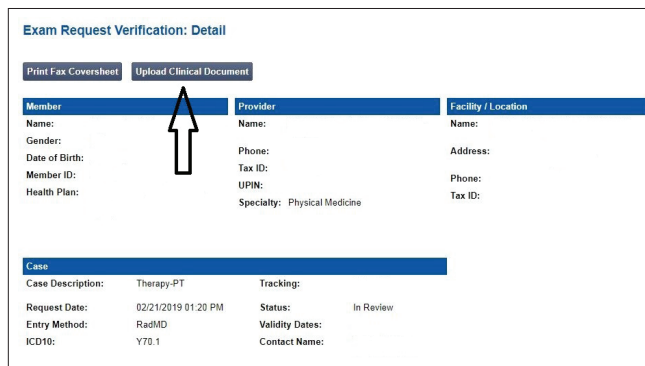 Exam Request Verification: Detail
Print Fax Coversheet Upload Clinical Document
Member Provider Facility / Location
Name: Name: Name:
Gender:
Phone: Address:
Date of Birth:
Tax ID:
Member ID:
Phone:
UPIN:
Health Plan:
Tax ID:
Specialty: Physical Medicine
Case
Case Description: Therapy-PT Tracking:
Request Date: 02/21/2019 01:20 PM Status: In Review
Entry Method: RadMD Validity Dates:
ICD10: Y70.1 Contact Name: